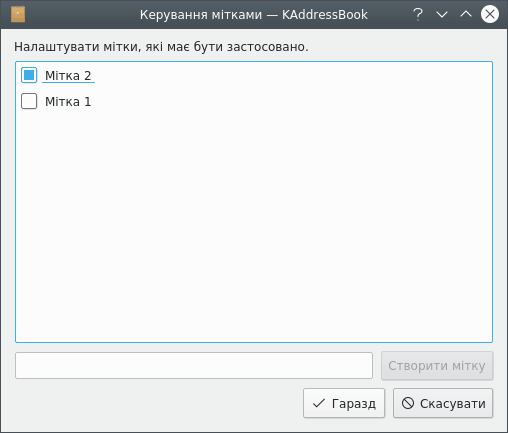 Керування мітками — KAddressBook
Налаштувати мітки, які має бути застосовано.
Мітка 2
Мітка 1
Створити мітку
Гаразд
Скасувати